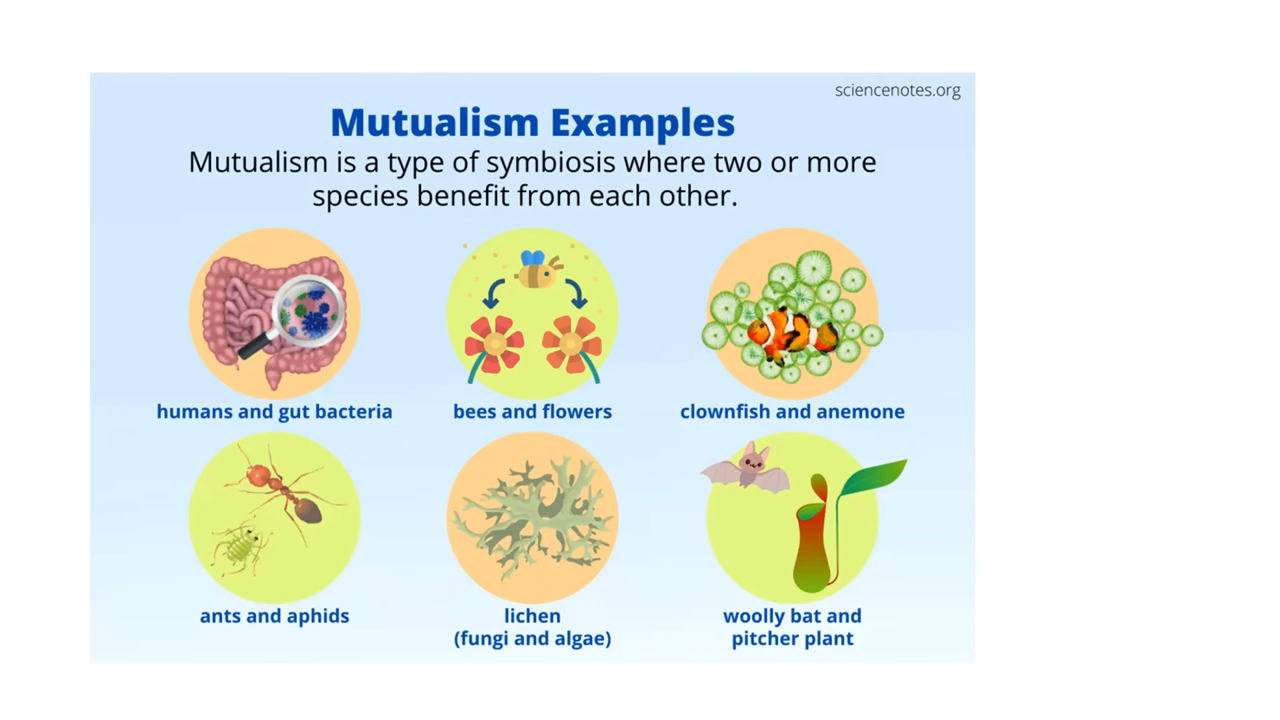 sciencenotes.org
Mutualism Examples
Mutualism is a type of symbiosis where two or more
species benefit from each other.
humans and gut bacteria
bees and flowers
clownfish and anemone
ants and aphids
lichen
(fungi and algae)
woolly bat and
pitcher plant